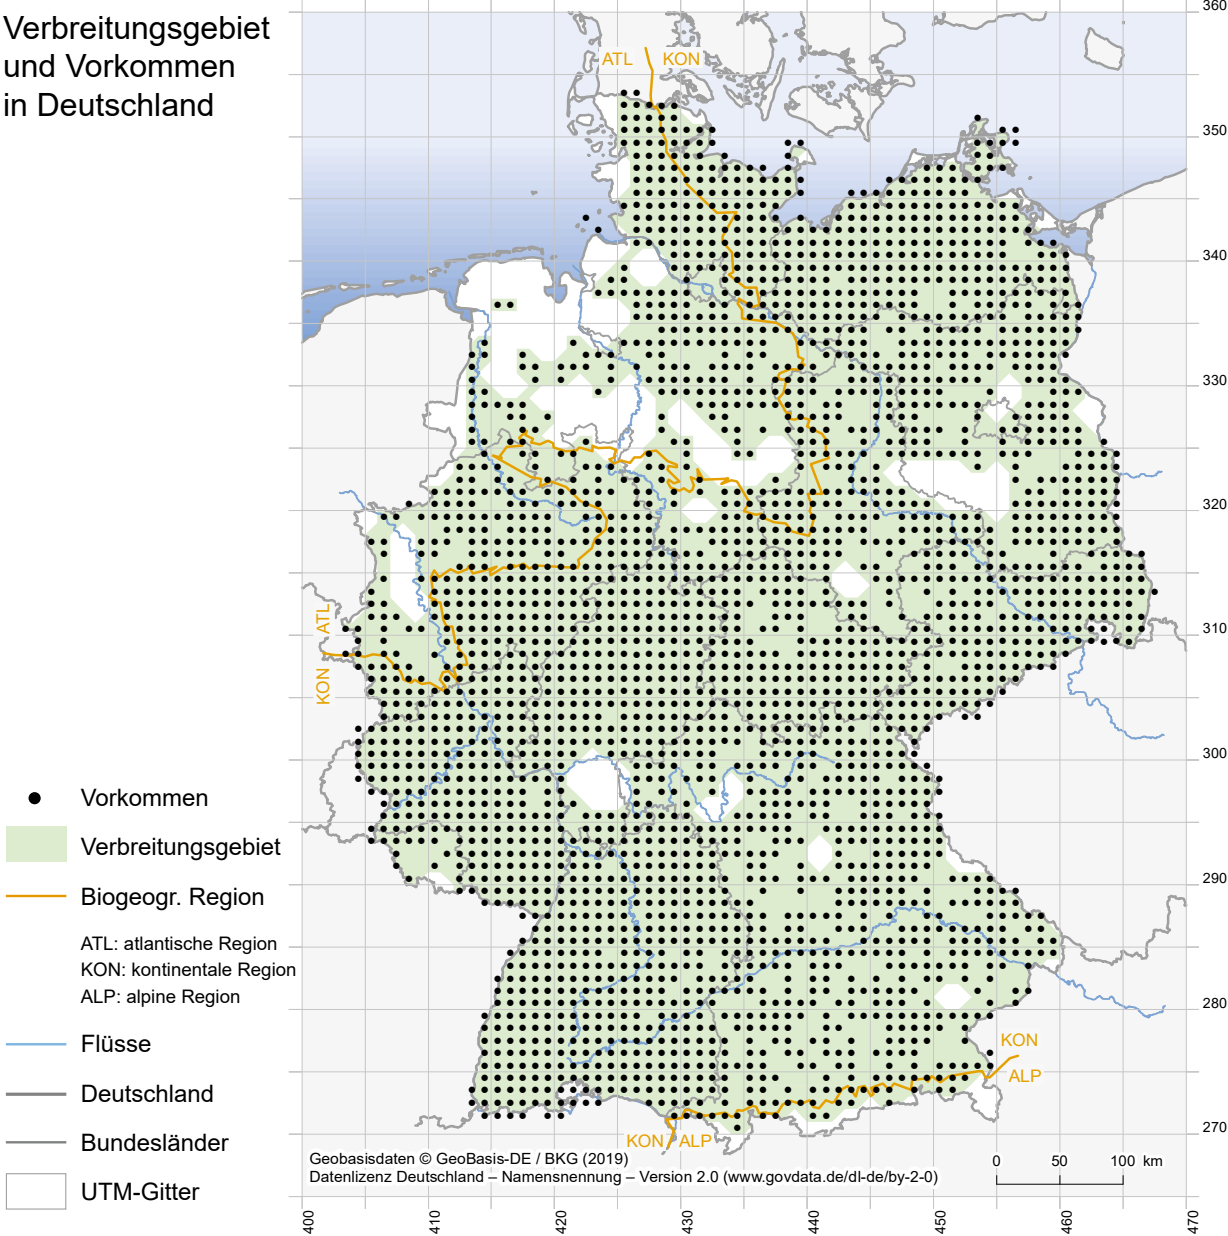 Verbreitungsgebiet
und Vorkommen
in Deutschland
ATL KON
360
350
340
330
320
310
300
290
280
270
ATL
KON
Vorkommen
Verbreitungsgebiet
Biogeogr. Region
ATL: atlantische Region
KON: kontinentale Region
ALP: alpine Region
Flüsse
Deutschland
Bundesländer
UTM-Gitter
KON
ALP
KON/ALP
Geobasisdaten © GeoBasis-DE / BKG (2019)
Datenlizenz Deutschland – Namensnennung – Version 2.0 (www.govdata.de/dl-de/by-2-0)
0 50 100 km
400 410 420 430 440 450 460 470